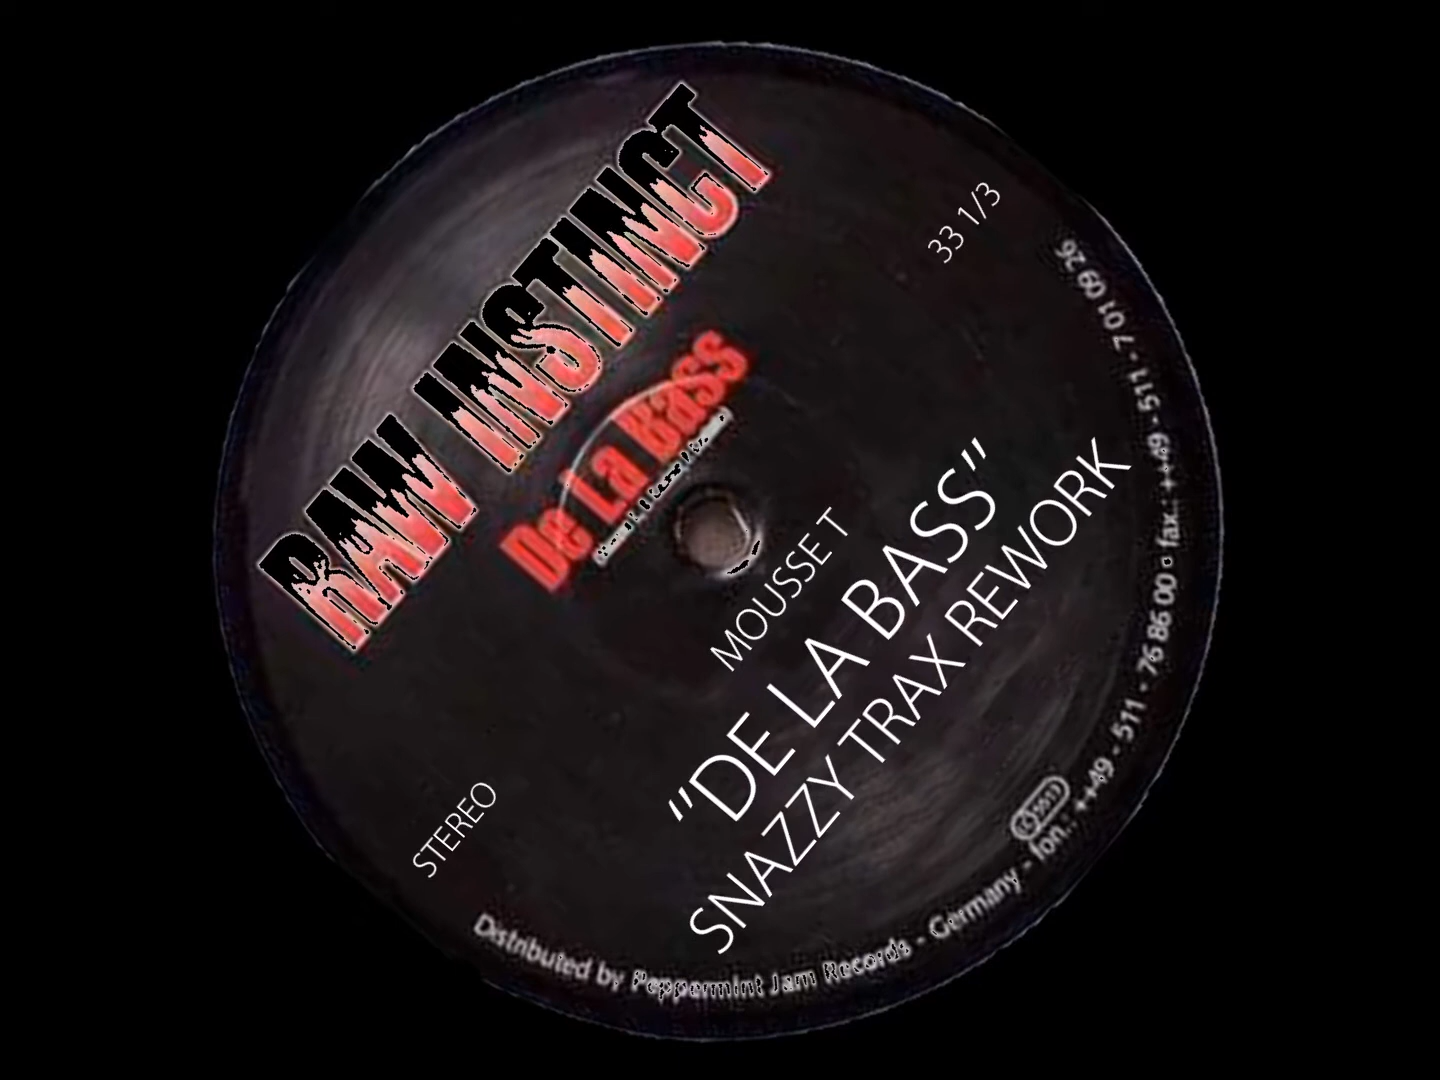 RAW INSTINCT
De La Bass
33 1/3
MOUSSE T
"DE LA BASS"
SNAZZY TRAX REWORK
STEREO
Distributed by Peppermint Jam Records - Germany - fon.: ++49 - 511 - 76 86 00 • fax.: ++49 - 511 - 7 01 09 26